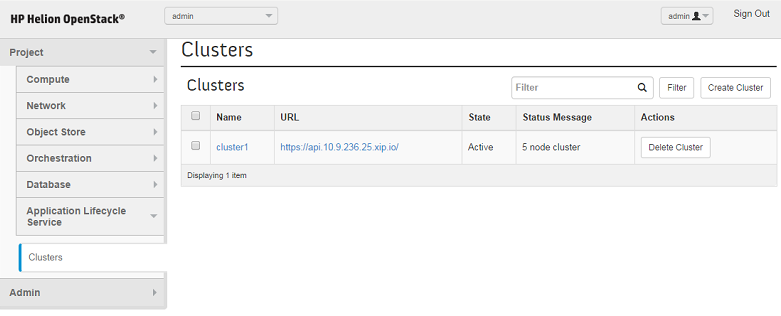 HP Helion OpenStack®
admin
admin
Sign Out
Project
Compute
Network
Object Store
Orchestration
Database
Application Lifecycle
Service
Clusters
Admin
Clusters
Clusters
Filter
Filter
Create Cluster
Name URL State Status Message Actions
cluster1 https://api.10.9.236.25.xip.io/ Active 5 node cluster Delete Cluster
Displaying 1 item